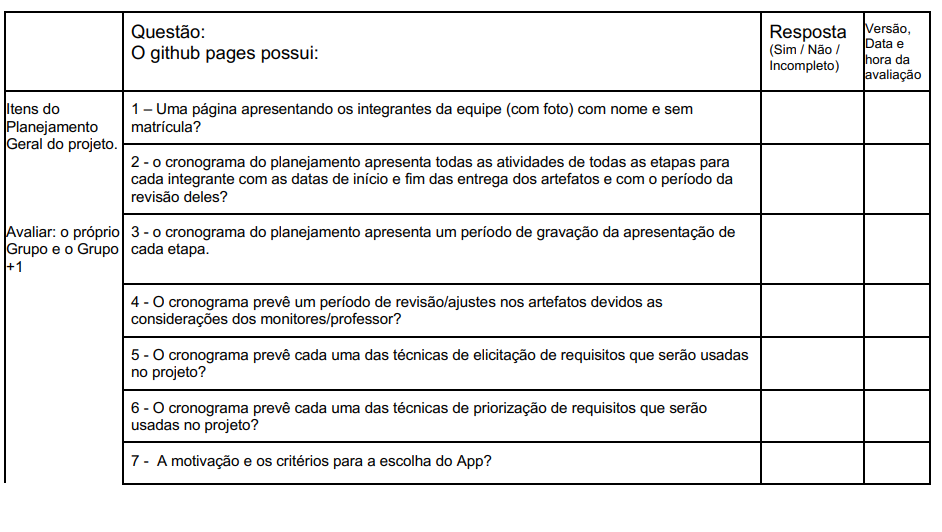 Questão:
O github pages possui:
Resposta
(Sim / Não /
Incompleto)
Versão,
Data e
hora da
avaliação
Itens do
Planejamento
Geral do projeto.
Avaliar: o próprio
Grupo e o Grupo
+1
1 – Uma página apresentando os integrantes da equipe (com foto) com nome e sem
matrícula?
2 - o cronograma do planejamento apresenta todas as atividades de todas as etapas para
cada integrante com as datas de início e fim das entrega dos artefatos e com o período da
revisão deles?
3 - o cronograma do planejamento apresenta um período de gravação da apresentação de
cada etapa.
4 - O cronograma prevê um período de revisão/ajustes nos artefatos devidos as
considerações dos monitores/professor?
5 - O cronograma prevê cada uma das técnicas de elicitação de requisitos que serão usadas
no projeto?
6 - O cronograma prevê cada uma das técnicas de priorização de requisitos que serão
usadas no projeto?
7 - A motivação e os critérios para a escolha do App?